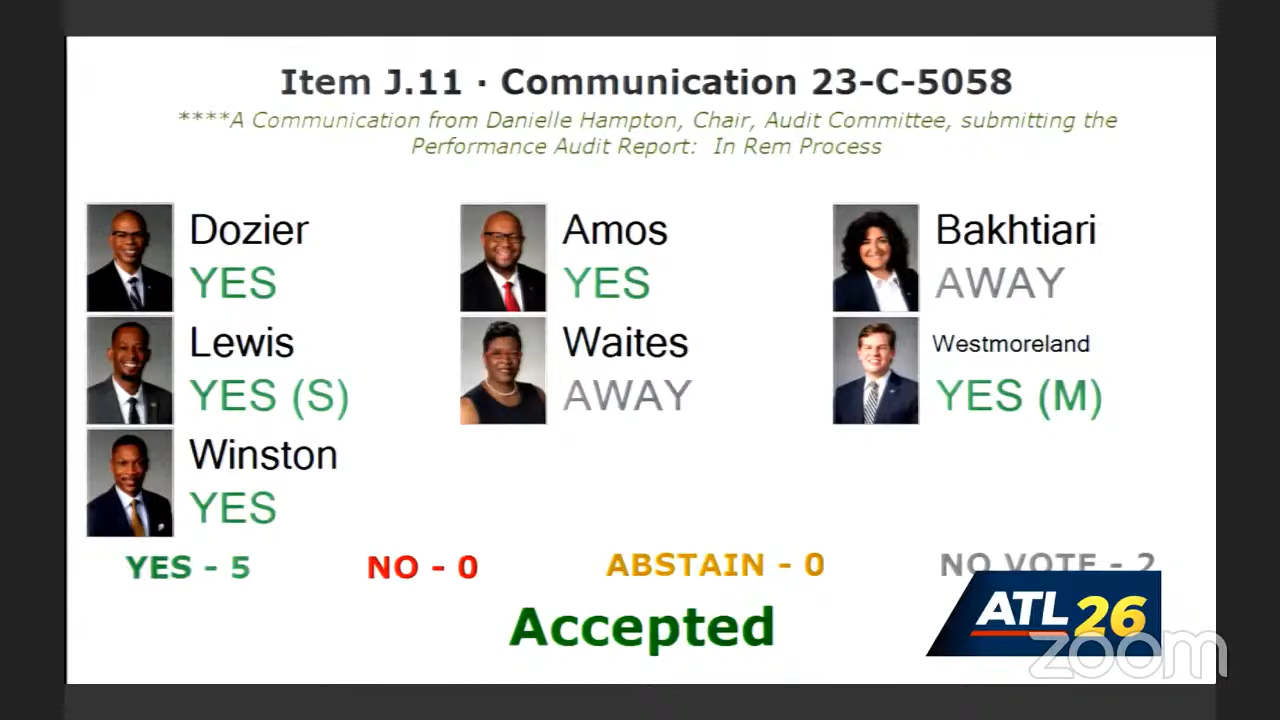 Item J.11 · Communication 23-C-5058
****A Communication from Danielle Hampton, Chair, Audit Committee, submitting the
Performance Audit Report: In Rem Process
Dozier
YES
Amos
YES
Bakhtiari
AWAY
Lewis
YES (S)
Waites
AWAY
Westmoreland
YES (M)
Winston
YES
YES - 5
NO - 0
ABSTAIN - 0
NO VOTE - 2
Accepted
ATL 26
zoom